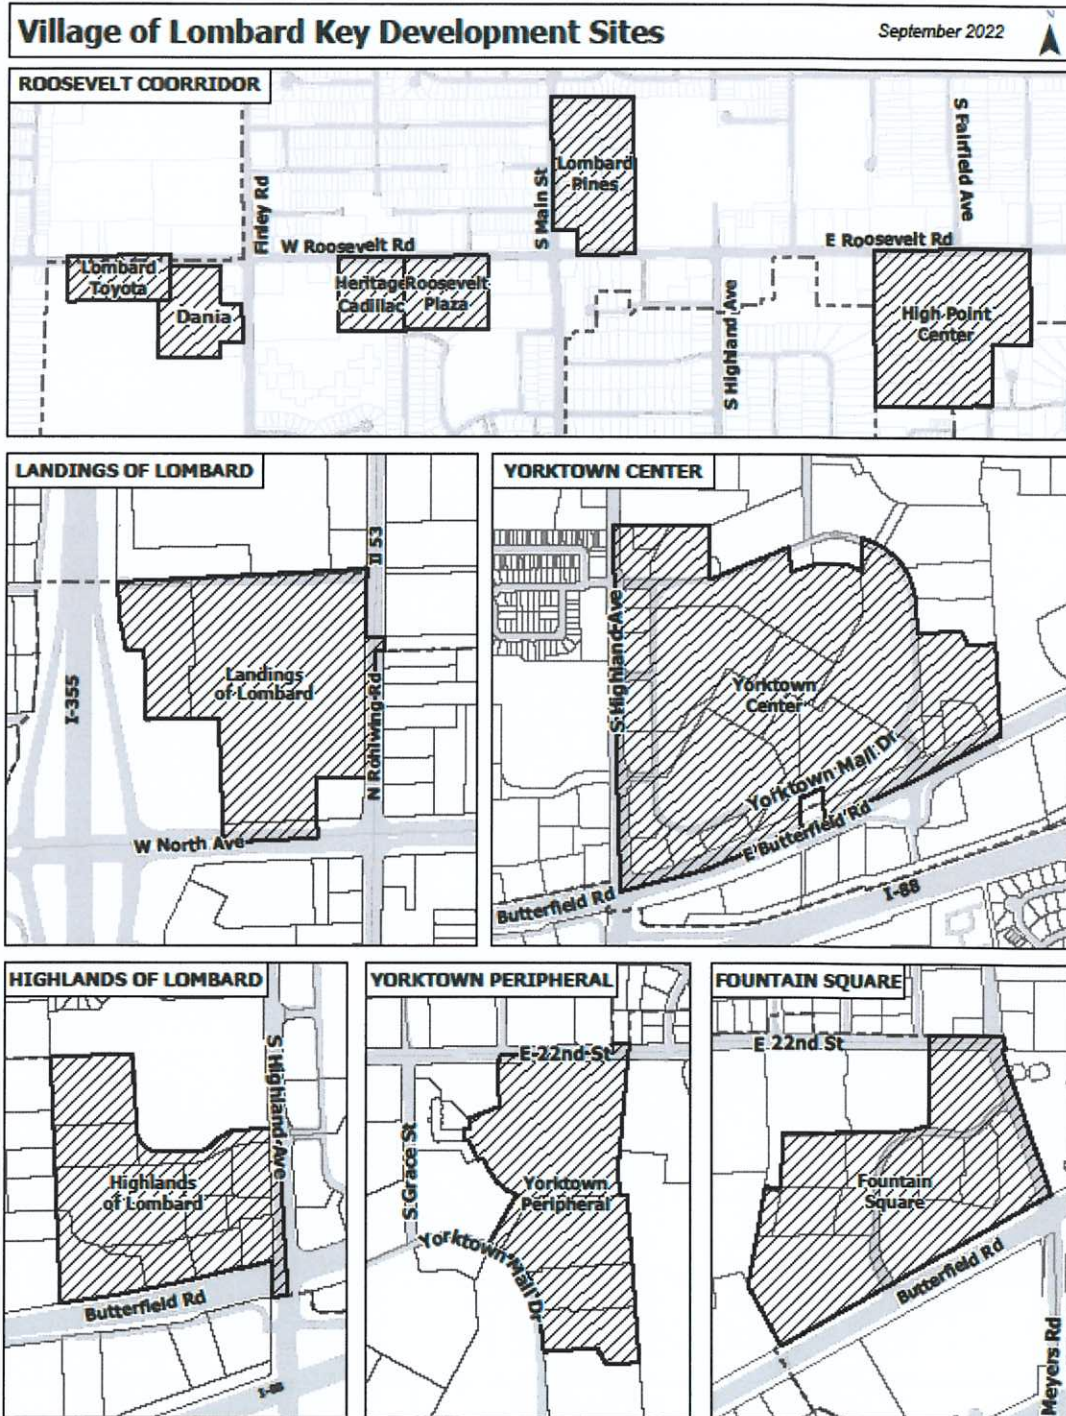 Village of Lombard Key Development Sites
September 2022
ROOSEVELT COORRIDOR
S Fairfield Ave
Lombard
Pines
S Main St
Finley Rd
W Roosevelt Rd
E Roosevelt Rd
Lombard
Toyota
Dania
Heritage
Cadillac
Roosevelt
Plaza
S Highland Ave
High Point
Center
LANDINGS OF LOMBARD
Il 53
I-355
Landings
of Lombard
N Rohlwing Rd
W North Ave
YORKTOWN CENTER
S Highland Ave
Yorktown
Center
Yorktown Mall Dr
E Butterfield Rd
Butterfield Rd
I-88
HIGHLANDS OF LOMBARD
S Highland Ave
Highlands
of Lombard
Butterfield Rd
I-88
YORKTOWN PERIPHERAL
E 22nd St
S Grace St
Yorktown
Peripheral
Yorktown Mall Dr
FOUNTAIN SQUARE
E 22nd St
Fountain
Square
Butterfield Rd
Meyers Rd